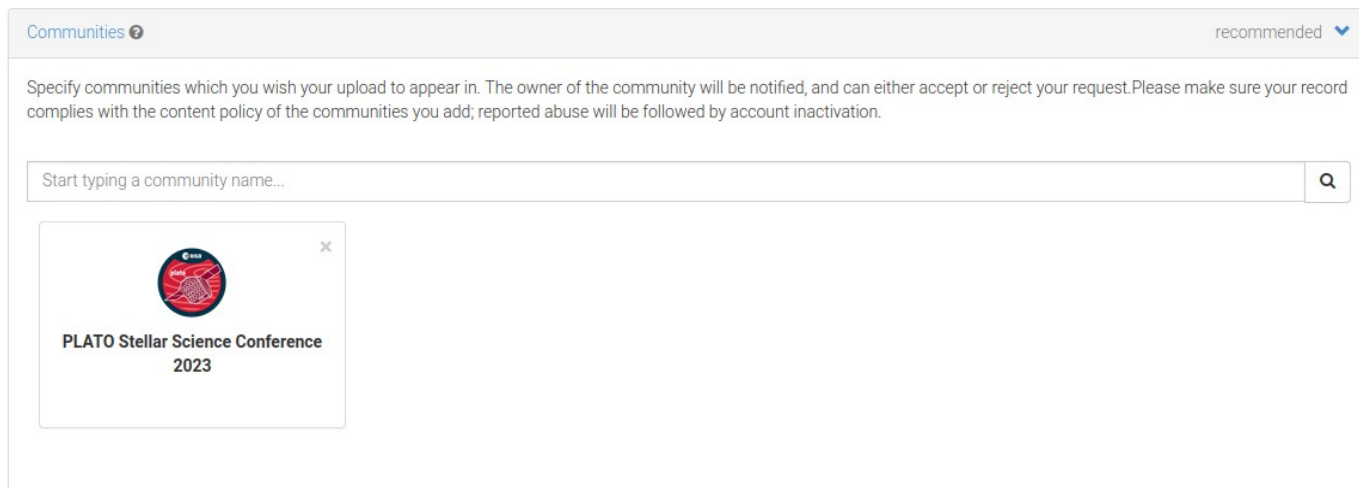 Communities
recommended
Specify communities which you wish your upload to appear in. The owner of the community will be notified, and can either accept or reject your request.Please make sure your record
complies with the content policy of the communities you add; reported abuse will be followed by account inactivation.
Start typing a community name...
esa
plato
PLATO Stellar Science Conference
2023